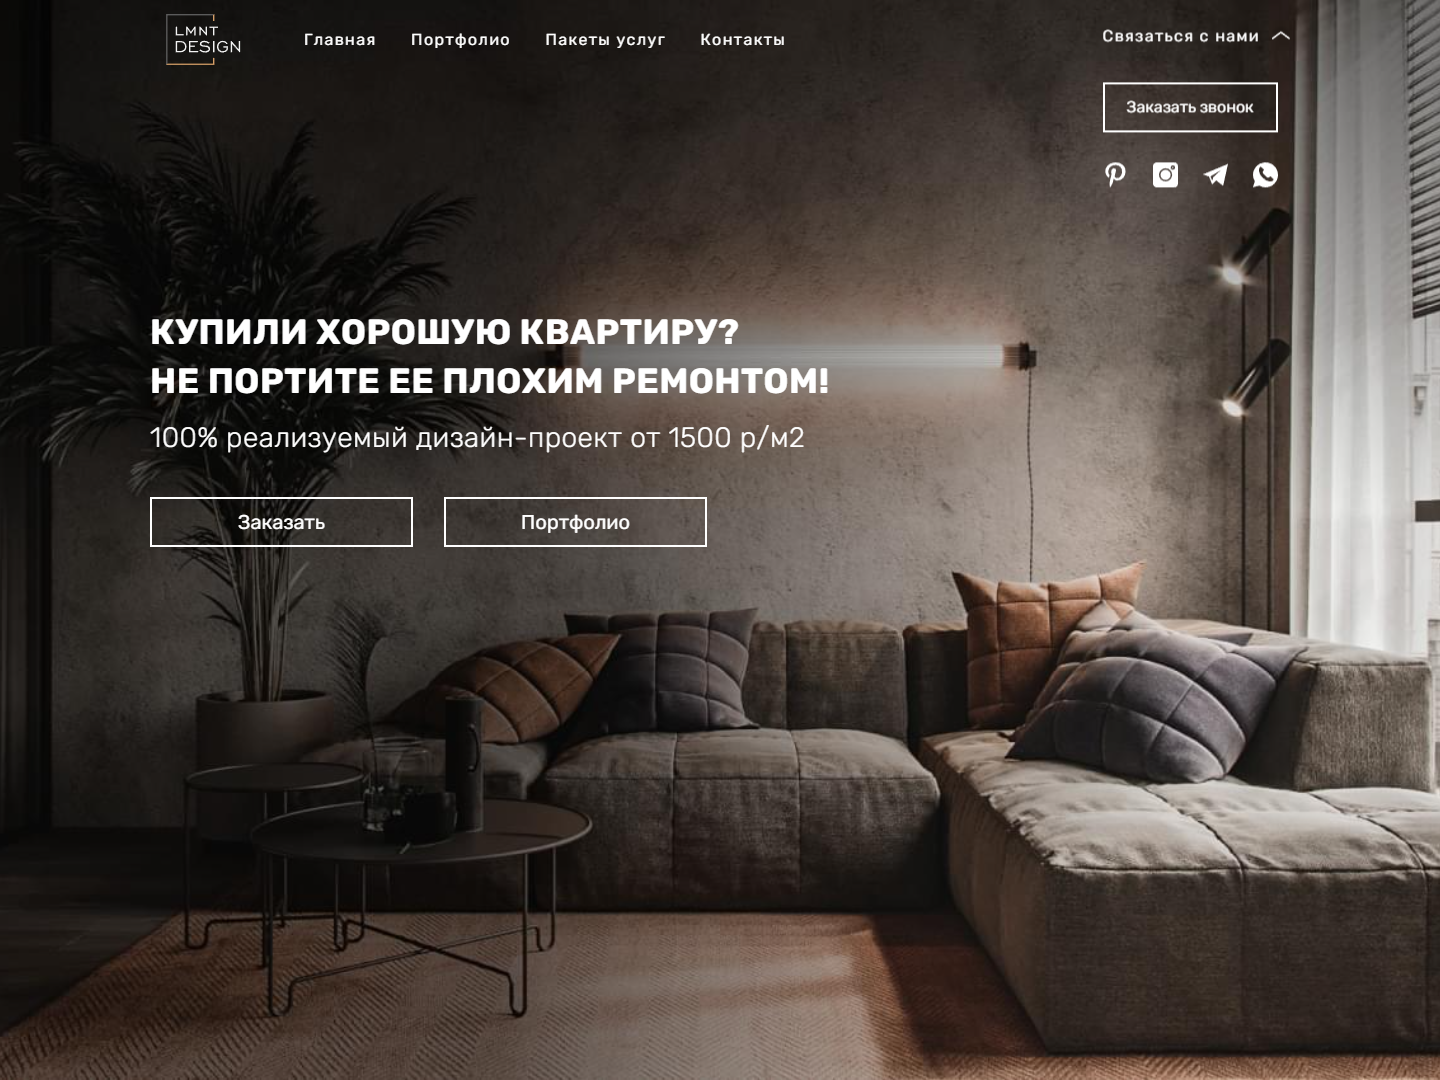 LMNT
DESIGN
Главная
Портфолио
Пакеты услуг
Контакты
Связаться с нами
Заказать звонок
КУПИЛИ ХОРОШУЮ КВАРТИРУ?
НЕ ПОРТИТЕ ЕЕ ПЛОХИМ РЕМОНТОМ!
100% реализуемый дизайн-проект от 1500 р/м2
Заказать
Портфолио